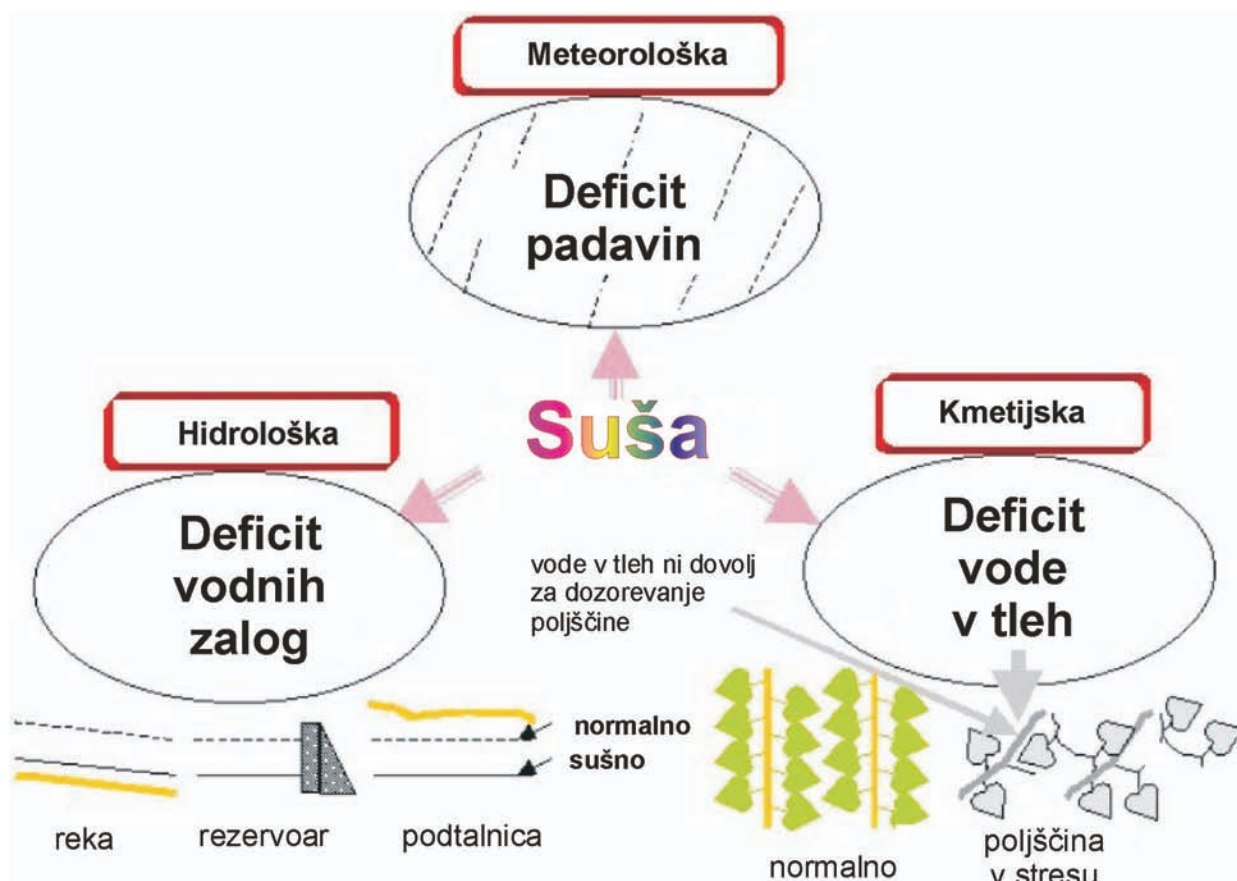 Meteorološka
Deficit
padavin
Suša
Hidrološka
Deficit
vodnih
zalog
Kmetijska
Deficit
vode
v tleh
vode v tleh ni dovolj
za dozorevanje
poljščine
normalno
sušno
reka
rezervoar
podtalnica
normalno
poljščina
v stresu